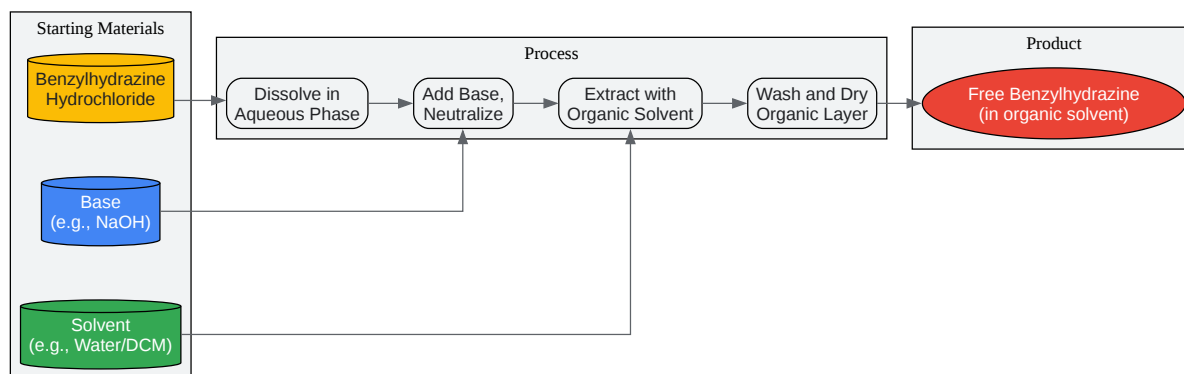 Starting Materials
Benzylhydrazine
Hydrochloride
Base
(e.g., NaOH)
Solvent
(e.g., Water/DCM)
Process
Dissolve in
Aqueous Phase
Add Base,
Neutralize
Extract with
Organic Solvent
Wash and Dry
Organic Layer
Product
Free Benzylhydrazine
(in organic solvent)